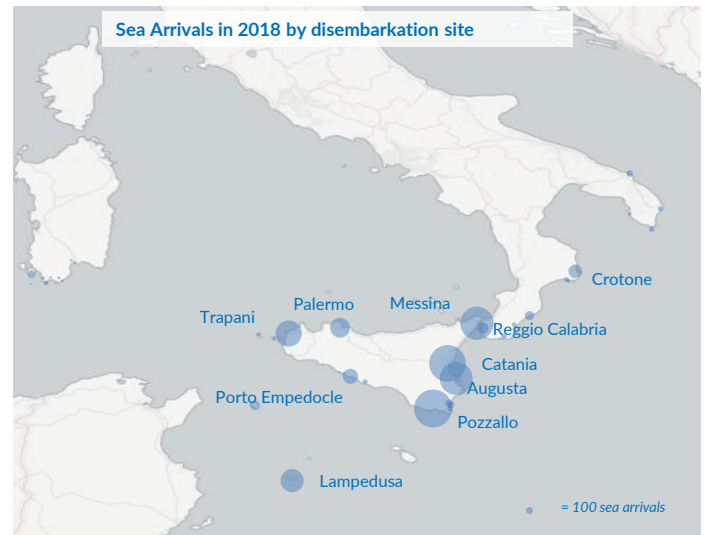 Sea Arrivals in 2018 by disembarkation site
Crotone
Palermo
Messina
Trapani
Reggio Calabria
Catania
Augusta
Porto Empedocle
Pozzallo
Lampedusa
= 100 sea arrivals